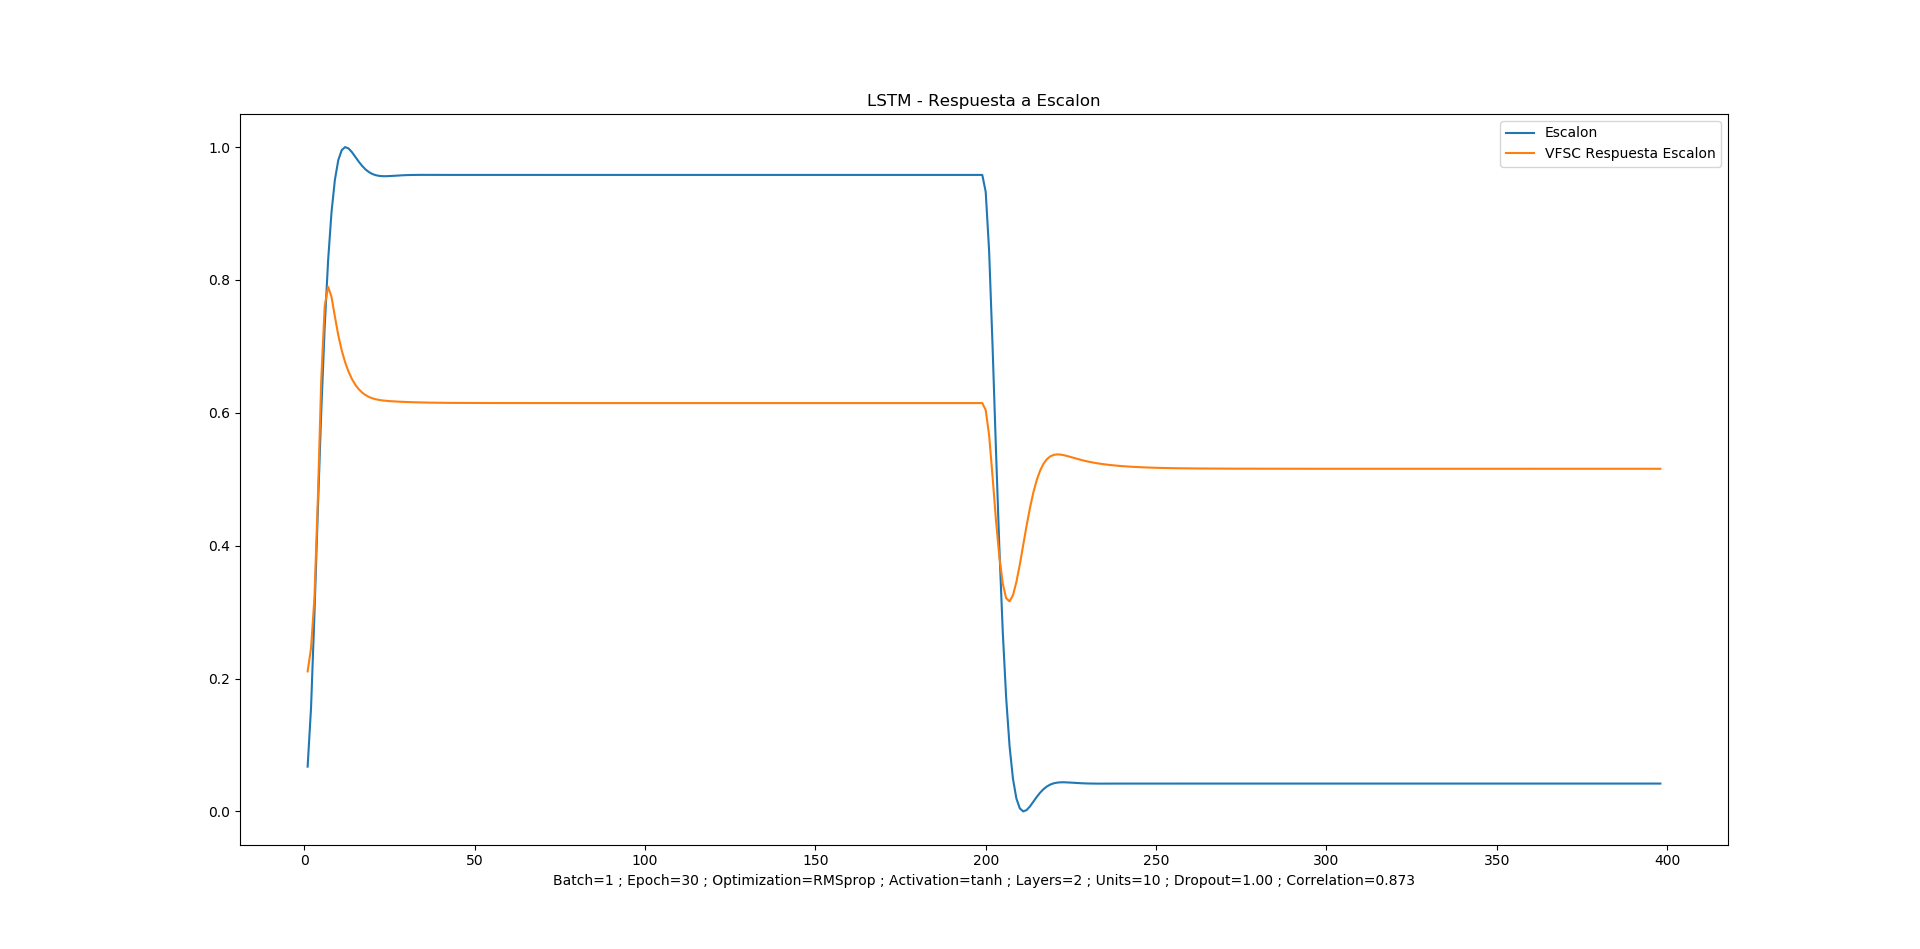 LSTM - Respuesta a Escalon
Escalon
VFSC Respuesta Escalon
1.0
0.8
0.6
0.4
0.2
0.0
0 50 100 150 200 250 300 350 400
Batch=1 ; Epoch=30 ; Optimization=RMSprop ; Activation=tanh ; Layers=2 ; Units=10 ; Dropout=1.00 ; Correlation=0.873